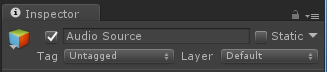 Inspector
Audio Source Static
Tag Untagged Layer Default